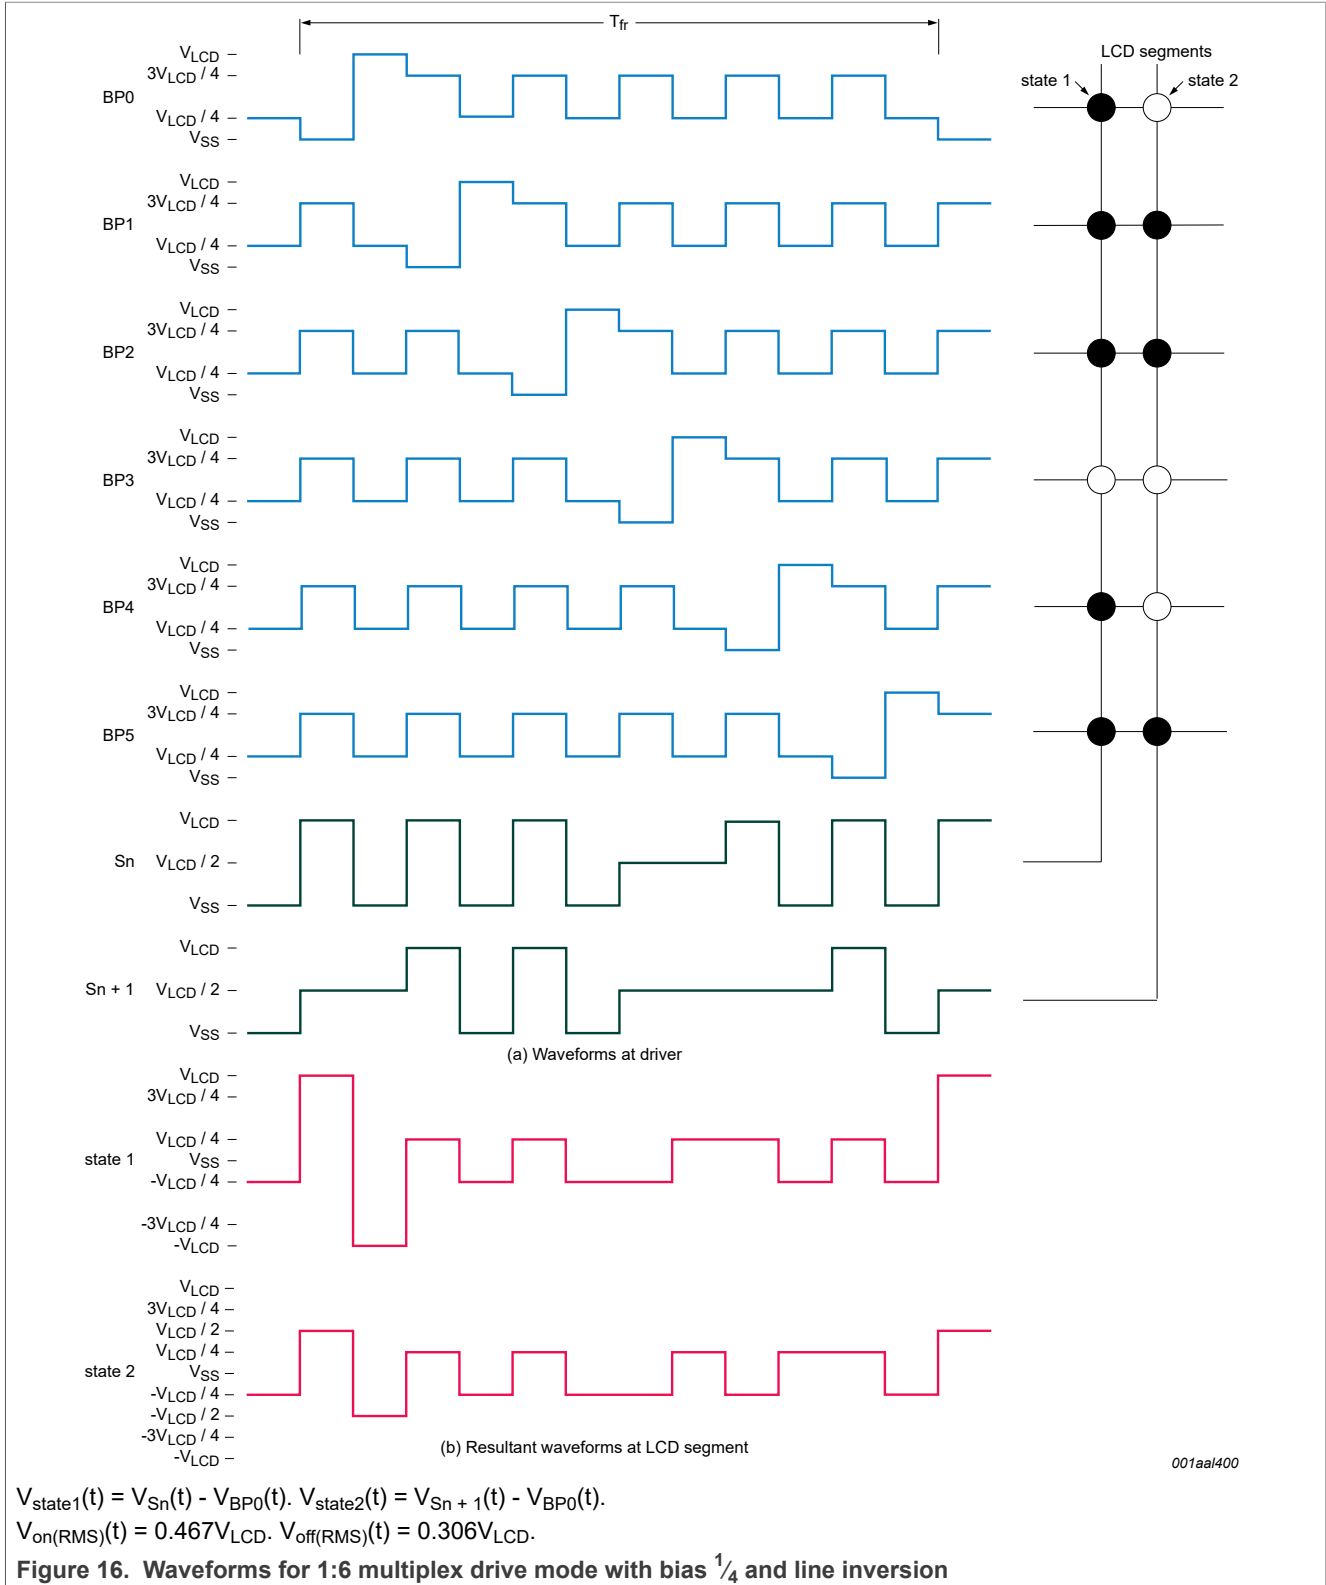 Tfr
VLCD
3VLCD / 4
BP0
VLCD / 4
VSS
LCD segments
state 1
state 2
VLCD
3VLCD / 4
BP1
VLCD / 4
VSS
VLCD
3VLCD / 4
BP2
VLCD / 4
VSS
VLCD
3VLCD / 4
BP3
VLCD / 4
VSS
VLCD
3VLCD / 4
BP4
VLCD / 4
VSS
VLCD
3VLCD / 4
BP5
VLCD / 4
VSS
VLCD
Sn VLCD / 2
VSS
VLCD
Sn + 1 VLCD / 2
VSS
(a) Waveforms at driver
VLCD
3VLCD / 4
VLCD / 4
state 1 VSS
-VLCD / 4
-3VLCD / 4
-VLCD
VLCD
3VLCD / 4
VLCD / 2
VLCD / 4
state 2 VSS
-VLCD / 4
-VLCD / 2
-3VLCD / 4
-VLCD
(b) Resultant waveforms at LCD segment
001aal400
Vstate1(t) = VSn(t) - VBP0(t). Vstate2(t) = VSn + 1(t) - VBP0(t).
Von(RMS)(t) = 0.467VLCD. Voff(RMS)(t) = 0.306VLCD.
Figure 16. Waveforms for 1:6 multiplex drive mode with bias 1/4 and line inversion